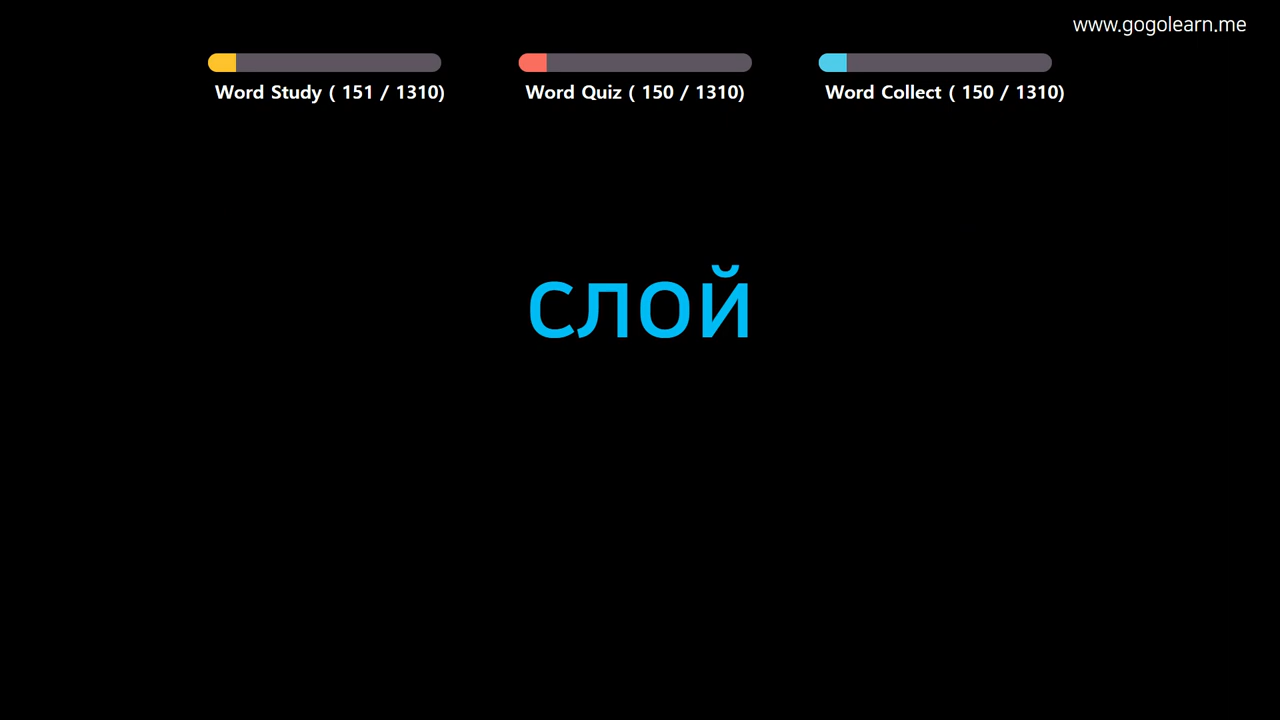 www.gogolearn.me
Word Study ( 151 / 1310)
Word Quiz ( 150 / 1310)
Word Collect ( 150 / 1310)
слой